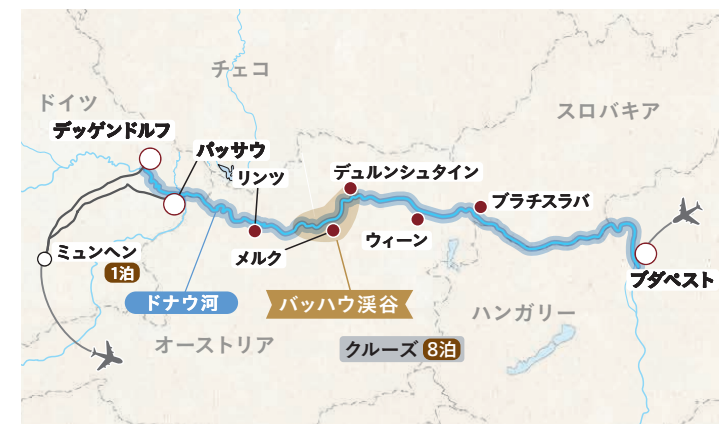 チェコ
ドイツ
スロバキア
デッゲンドルフ
パッサウ
リンツ
デュルンシュタイン
ブラチスラバ
ミュンヘン
1泊
メルク
ウィーン
ブダペスト
ドナウ河
バッハウ渓谷
ハンガリー
オーストリア
クルーズ 8泊